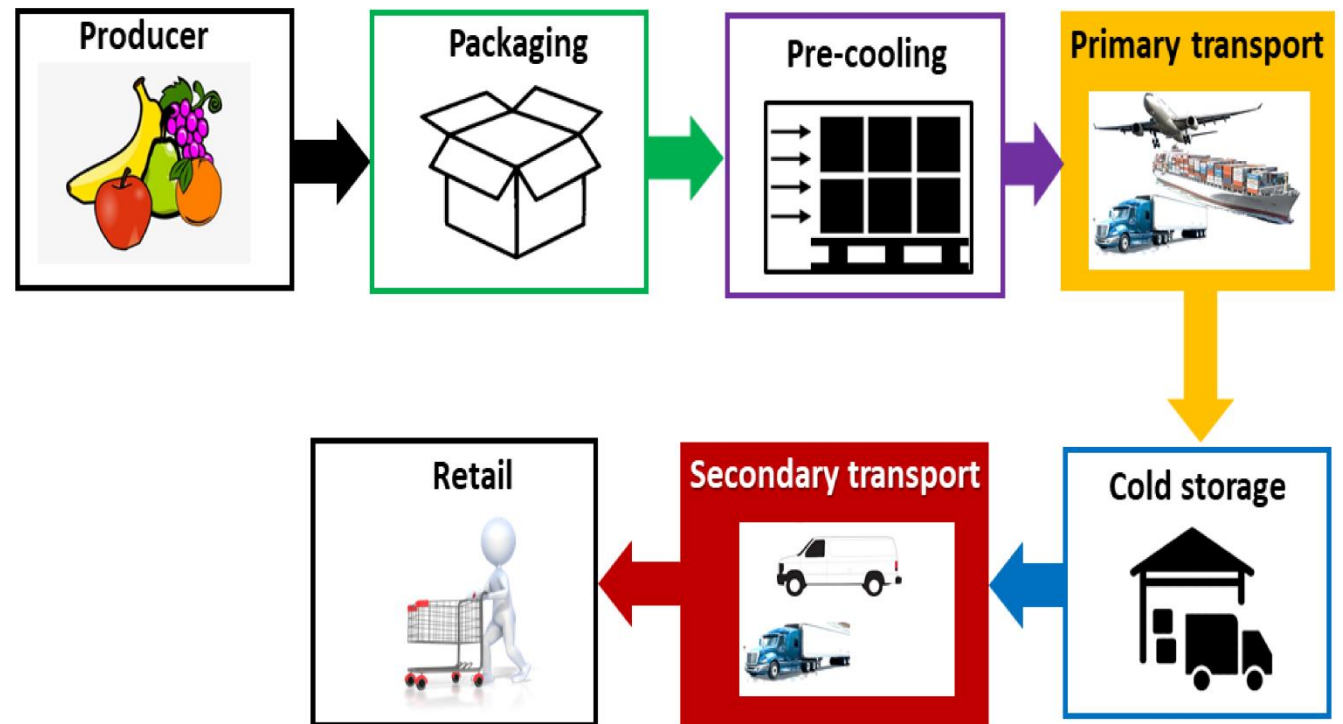 Producer
Packaging
Pre-cooling
Primary transport
Cold storage
Secondary transport
Retail